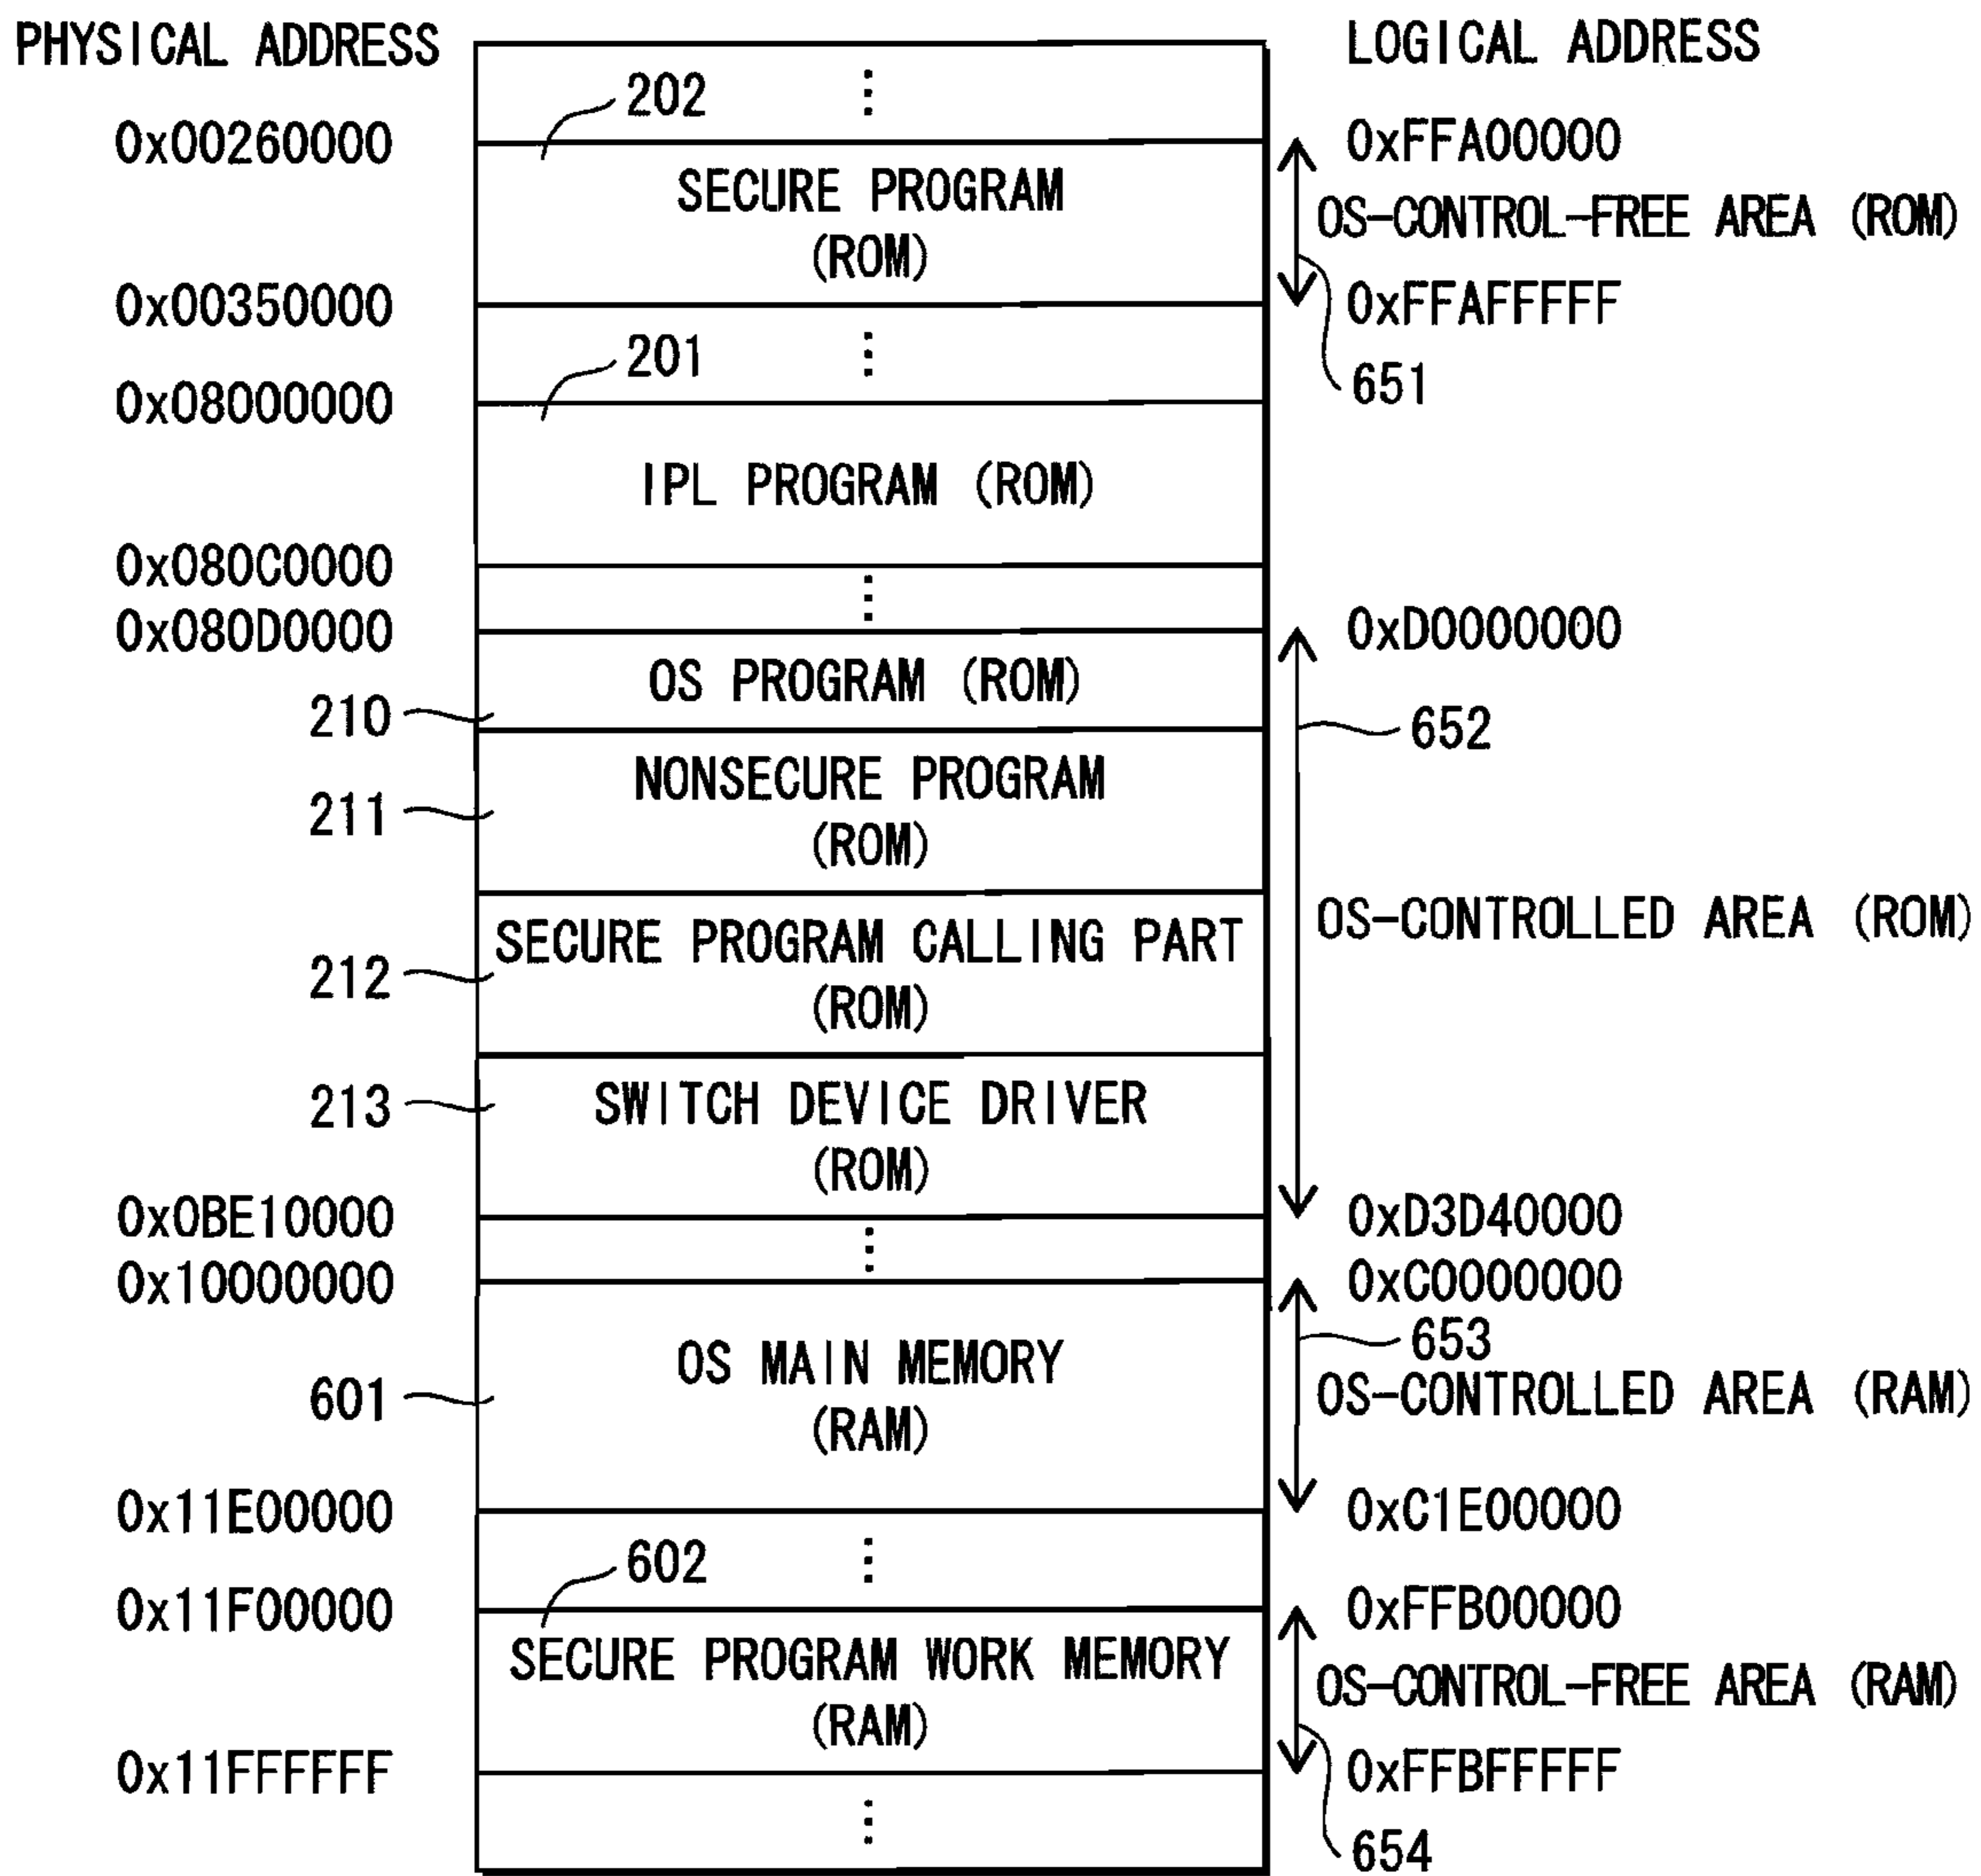 PHYSICAL ADDRESS
LOGICAL ADDRESS
202
0x00260000
0xFFA00000
SECURE PROGRAM
(ROM)
OS-CONTROL-FREE AREA (ROM)
0x00350000
0xFFAFFFFF
201
651
0x08000000
IPL PROGRAM (ROM)
0x080C0000
0x080D0000
0xD0000000
OS PROGRAM (ROM)
210
652
NONSECURE PROGRAM
(ROM)
211
SECURE PROGRAM CALLING PART
(ROM)
212
OS-CONTROLLED AREA (ROM)
SWITCH DEVICE DRIVER
(ROM)
213
0x0BE10000
0xD3D40000
0x10000000
0xC0000000
653
OS MAIN MEMORY
(RAM)
601
OS-CONTROLLED AREA (RAM)
0x11E00000
0xC1E00000
602
0x11F00000
0xFFB00000
SECURE PROGRAM WORK MEMORY
(RAM)
OS-CONTROL-FREE AREA (RAM)
0x11FFFFFF
0xFFBFFFFF
654